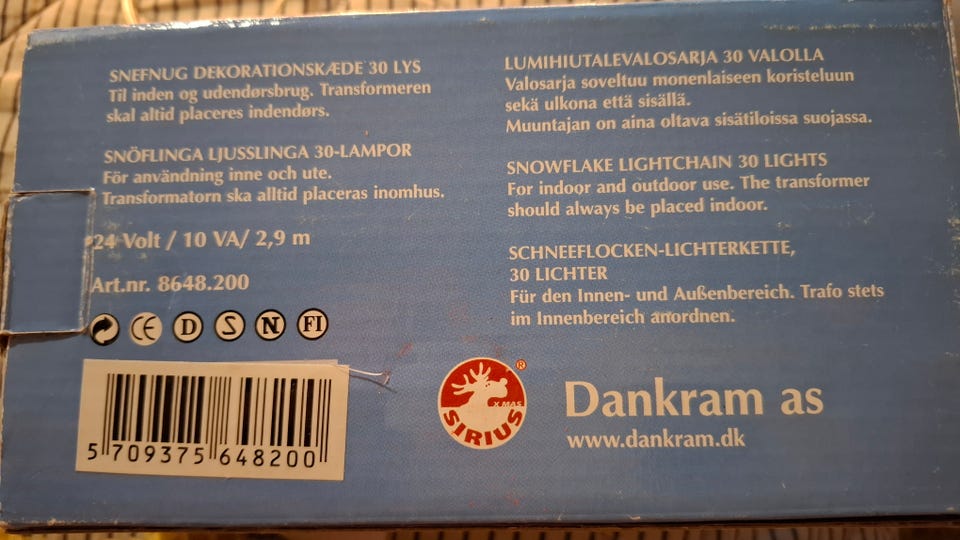 SNEFNUG DEKORATIONSKÆDE 30 LYS
Til inden og udendørsbrug. Transformeren
skal altid placeres indendørs.
SNÖFLINGA LJUSSLINGA 30-LAMPOR
För användning inne och ute.
Transformatorn ska alltid placeras inomhus.
24 Volt / 10 VA/ 2,9 m
Art.nr. 8648.200
CE D S N FI
5 709375 648200
LUMIHIUTALEVALOSARJA 30 VALOLLA
Valosarja soveltuu monenlaiseen koristeluun
sekä ulkona että sisällä.
Muuntajan on aina oltava sisätiloissa suojassa.
SNOWFLAKE LIGHTCHAIN 30 LIGHTS
For indoor and outdoor use. The transformer
should always be placed indoor.
SCHNEEFLOCKEN-LICHTERKETTE,
30 LICHTER
Für den Innen- und Außenbereich. Trafo stets
im Innenbereich anordnen.
®
X MAS
SIRIUS
Dankram as
www.dankram.dk